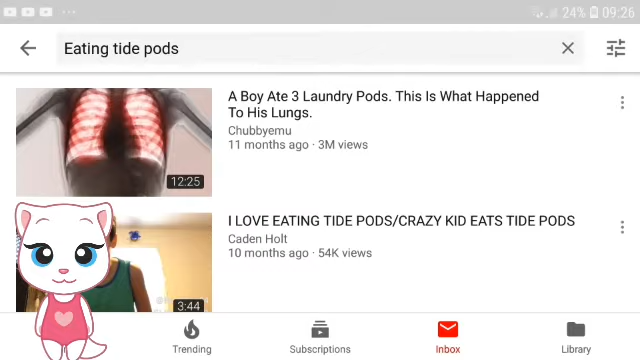 24% 09:26
Eating tide pods
A Boy Ate 3 Laundry Pods. This Is What Happened
To His Lungs.
Chubbyemu
11 months ago · 3M views
12:25
I LOVE EATING TIDE PODS/CRAZY KID EATS TIDE PODS
Caden Holt
10 months ago · 54K views
3:44
Trending
Subscriptions
Inbox
Library